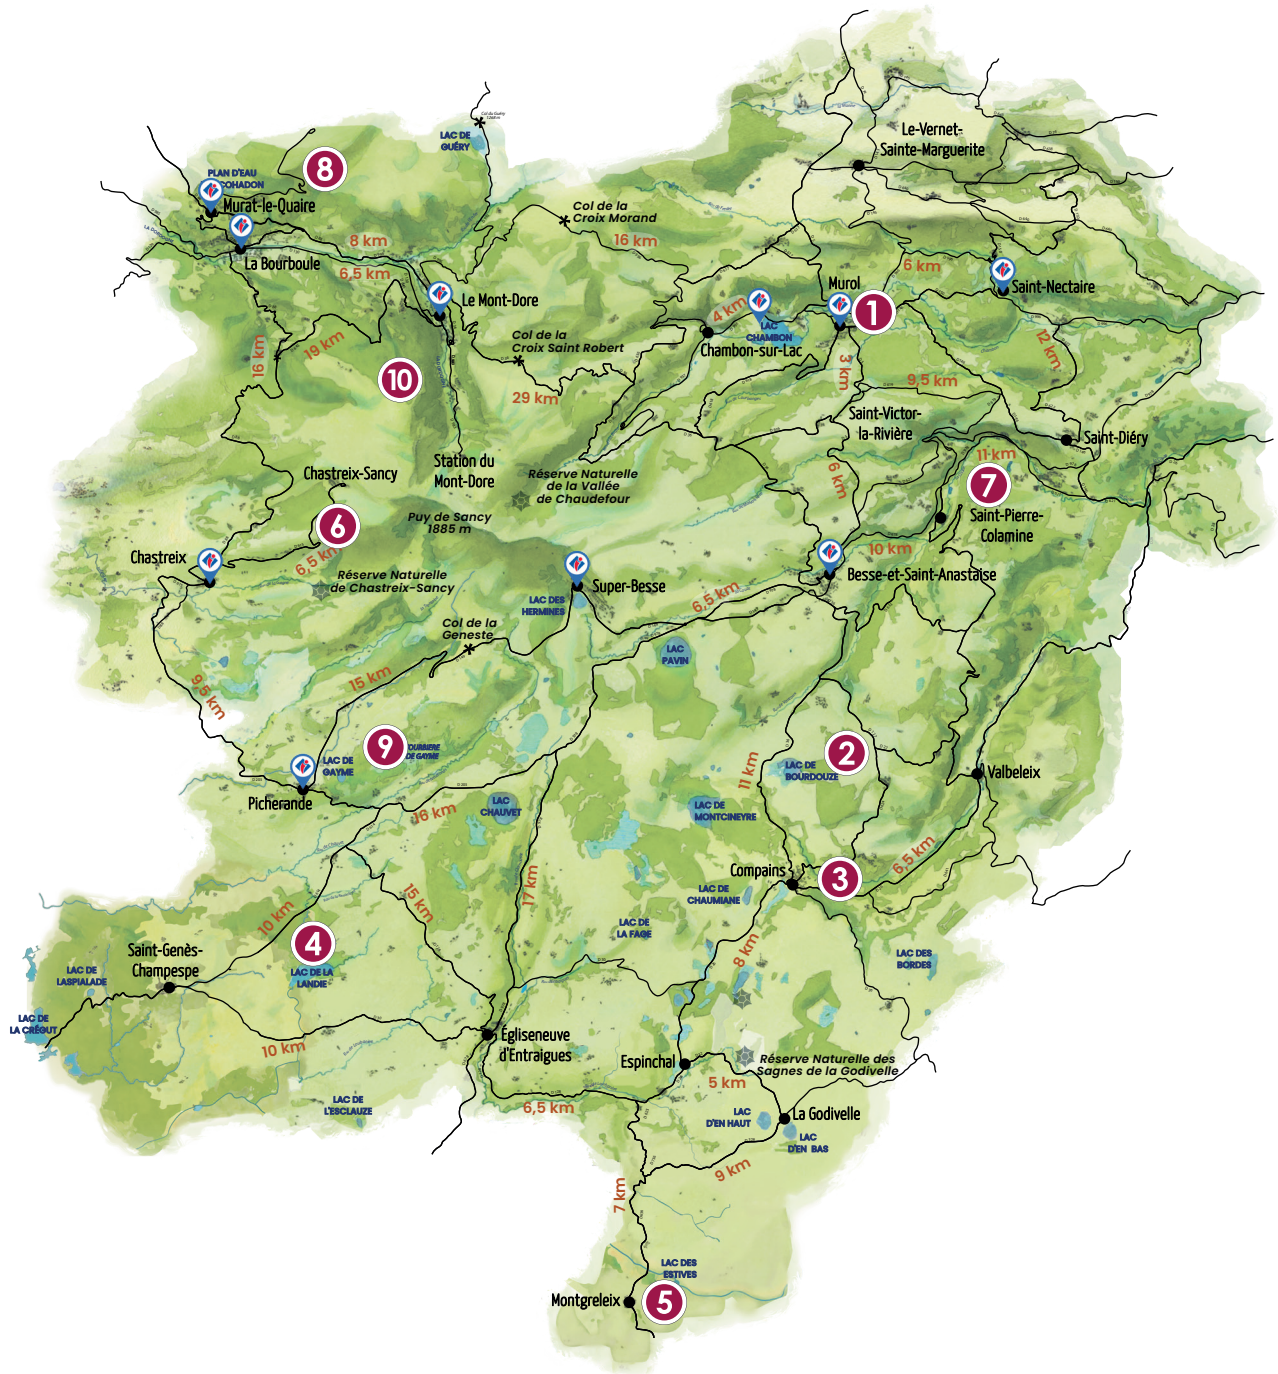 Col du Guéry
1268 m
LAC DE
GUÉRY
Le-Vernet-
Sainte-Marguerite
8
PLAN D'EAU
COHADON
Murat-le-Quaire
Col de la
Croix Morand
16 km
8 km
6,5 km
La Bourboule
LA DORDOGNE
6 km
Saint-Nectaire
Murol
1
Le Mont-Dore
4 km
LAC
CHAMBON
Chambon-sur-Lac
Col de la
Croix Saint Robert
12 km
16 km
19 km
3 km
10
9,5 km
29 km
Saint-Victor-
la-Rivière
Saint-Diéry
11 km
Station du
Mont-Dore
Chastreix-Sancy
Réserve Naturelle
de la Vallée
de Chaudefour
6 km
7
Saint-Pierre-
Colamine
6
Puy de Sancy
1885 m
10 km
Chastreix
6,5 km
Réserve Naturelle
de Chastreix-Sancy
Super-Besse
Besse-et-Saint-Anastaise
6,5 km
LAC DES
HERMINES
Col de la
Geneste
LAC
PAVIN
15 km
9,5 km
9
TOURBIÈRE
DE GAYME
LAC DE
GAYME
2
11 km
LAC DE
BOURDOUZE
Valbeleix
Picherande
16 km
LAC
CHAUVET
LAC DE
MONTCINEYRE
6,5 km
Compains
3
17 km
LAC DE
CHAUMIANE
15 km
10 km
LAC DE
LA FAGE
8 km
4
Saint-Genès-
Champespe
LAC DE LA
LANDIE
LAC DES
BORDES
LAC DE
LASPIALADE
LAC DE
LA CRÉGUT
10 km
Egliseneuve
d'Entraigues
Espinchal
Réserve Naturelle des
Sagnes de la Godivelle
5 km
LAC DE
L'ESCLAUZE
6,5 km
LAC
D'EN HAUT
La Godivelle
LAC
D'EN BAS
9 km
7 km
LAC DES
ESTIVES
Montgreleix
5